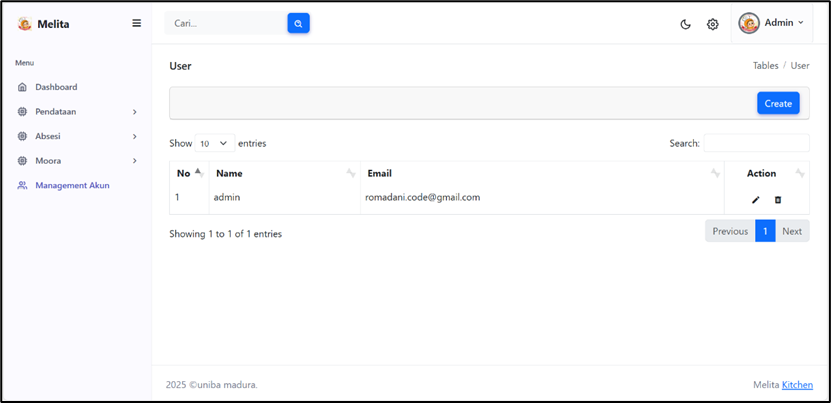 Melita
Cari...
Admin
Menu
Dashboard
Pendataan
Absesi
Moora
Management Akun
User
Tables / User
Create
Show 10 entries
Search:
No Name Email Action
1 admin romadani.code@gmail.com
Showing 1 to 1 of 1 entries
Previous 1 Next
2025 ©uniba madura.
Melita Kitchen